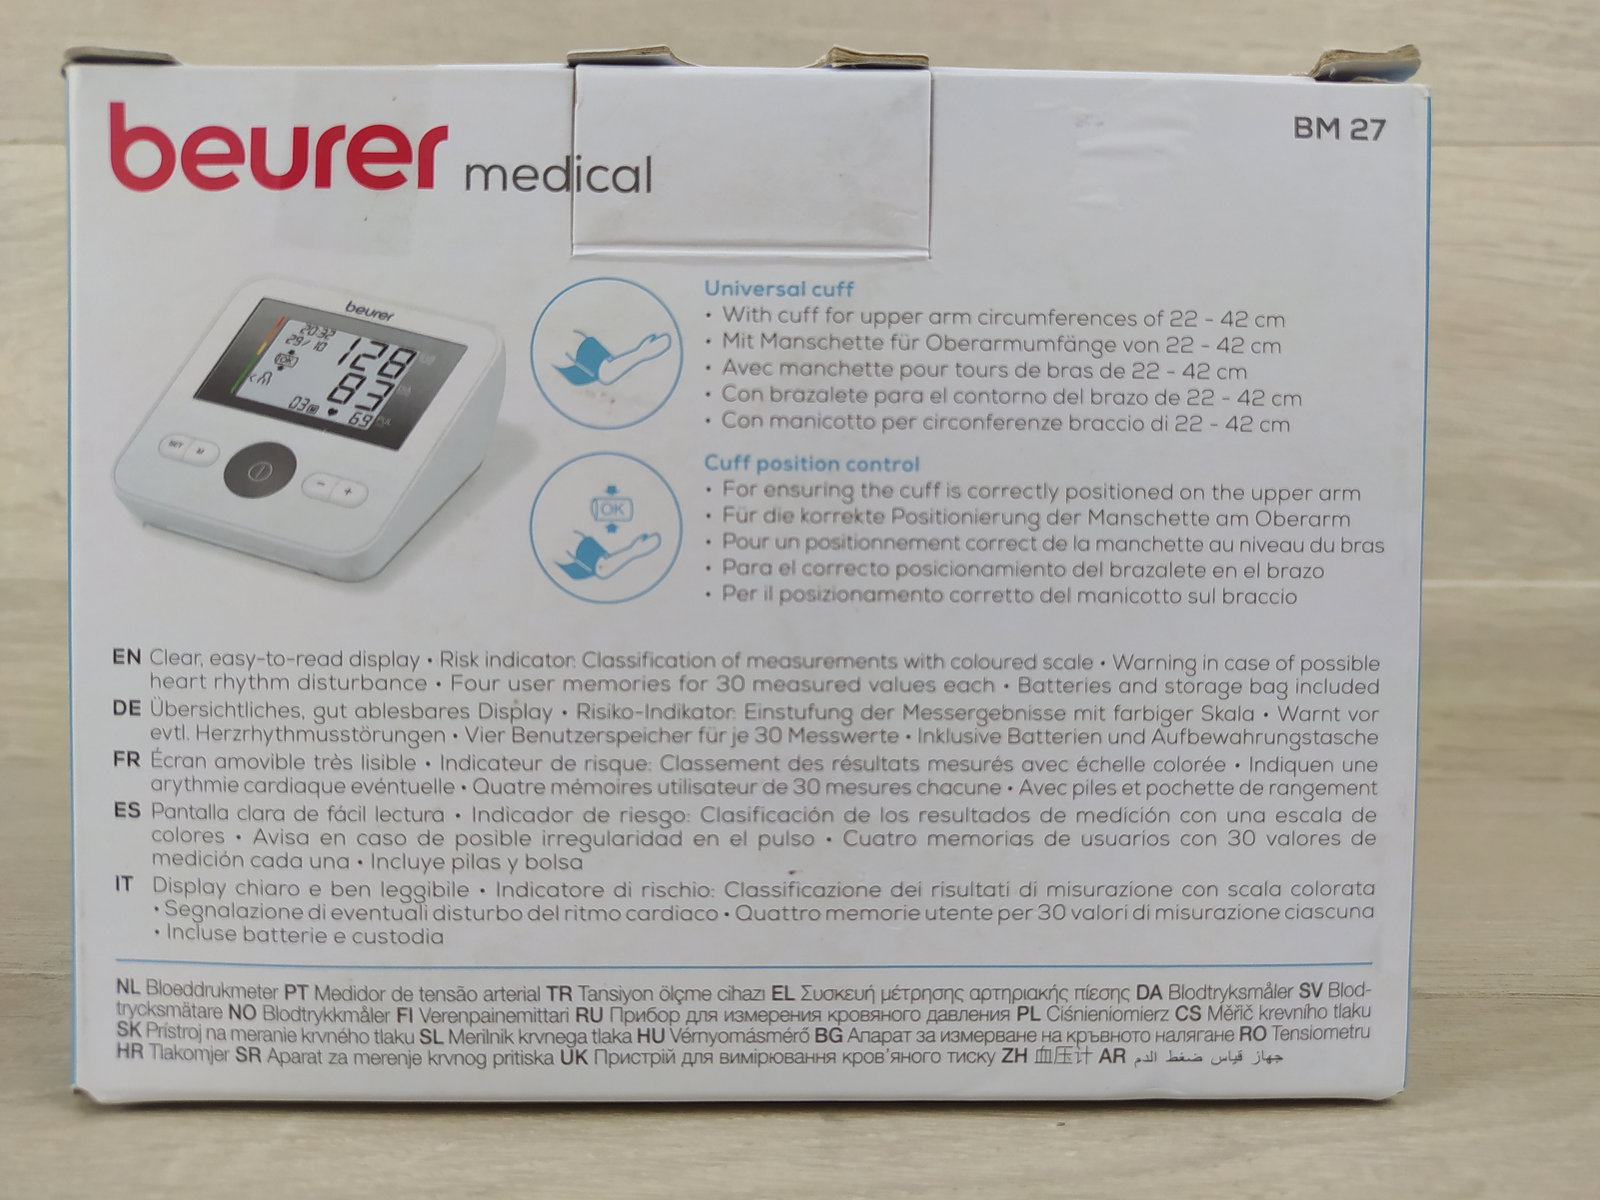 beurer medical
BM 27
beurer
20:32
29/ 10
128
OK
83
03
69
SET
M
- +
Universal cuff
• With cuff for upper arm circumferences of 22 - 42 cm
• Mit Manschette für Oberarmumfänge von 22 - 42 cm
• Avec manchette pour tours de bras de 22 - 42 cm
• Con brazalete para el contorno del brazo de 22 - 42 cm
• Con manicotto per circonferenze braccio di 22 - 42 cm
OK
Cuff position control
• For ensuring the cuff is correctly positioned on the upper arm
• Für die korrekte Positionierung der Manschette am Oberarm
• Pour un positionnement correct de la manchette au niveau du bras
• Para el correcto posicionamiento del brazalete en el brazo
• Per il posizionamento corretto del manicotto sul braccio
EN Clear, easy-to-read display • Risk indicator: Classification of measurements with coloured scale • Warning in case of possible
heart rhythm disturbance • Four user memories for 30 measured values each • Batteries and storage bag included
DE Übersichtliches, gut ablesbares Display • Risiko-Indikator: Einstufung der Messergebnisse mit farbiger Skala • Warnt vor
evtl. Herzrhythmusstörungen • Vier Benutzerspeicher für je 30 Messwerte • Inklusive Batterien und Aufbewahrungstasche
FR Écran amovible très lisible • Indicateur de risque: Classement des résultats mesurés avec échelle colorée • Indiquen une
arythmie cardiaque evéntuelle • Quatre mémoires utilisateur de 30 mesures chacune • Avec piles et pochette de rangement
ES Pantalla clara de fácil lectura • Indicador de riesgo: Clasificación de los resultados de medición con una escala de
colores • Avisa en caso de posible irregularidad en el pulso • Cuatro memorias de usuarios con 30 valores de
medición cada una • Incluye pilas y bolsa
IT Display chiaro e ben leggibile • Indicatore di rischio: Classificazione dei risultati di misurazione con scala colorata
• Segnalazione di eventuali disturbo del ritmo cardiaco • Quattro memorie utente per 30 valori di misurazione ciascuna
• Incluse batterie e custodia
NL Bloeddrukmeter PT Medidor de tensão arterial TR Tansiyon ölçme cihazı EL Συσκευή μέτρησης αρτηριακής πίεσης DA Blodtryksmåler SV Blod-
trycksmätare NO Blodtrykkmåler FI Verenpainemittari RU Прибор для измерения кровяного давления PL Ciśnieniomierz CS Měřič krevního tlaku
SK Prístroj na meranie krvného tlaku SL Merilnik krvnega tlaka HU Vérnyomásmérő BG Апарат за измерване на кръвното налягане RO Tensiometru
HR Tlakomjer SR Aparat za merenje krvnog pritiska UK Пристрій для вимірювання кров'яного тиску ZH 血压计 AR جهاز قياس ضغط الدم